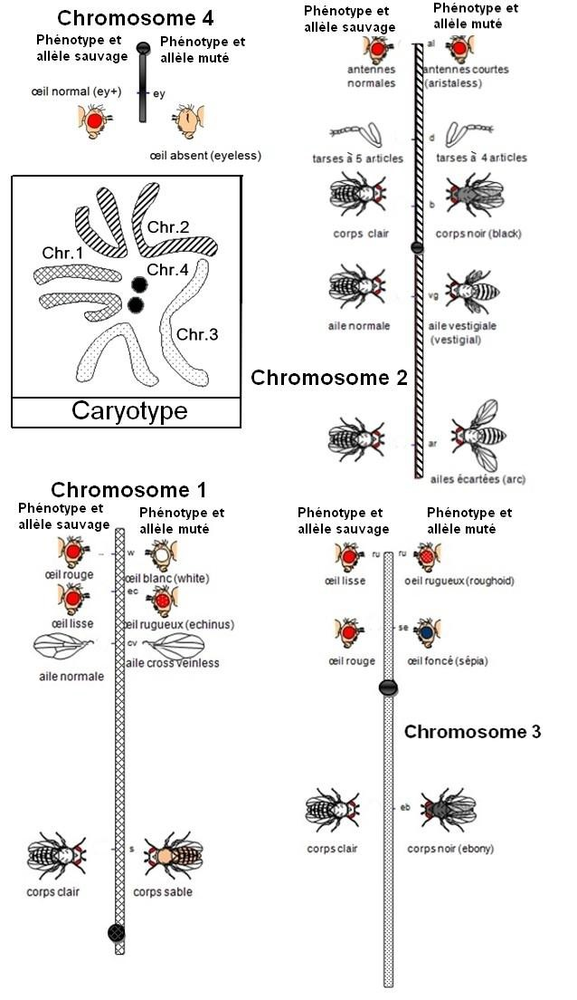 Chromosome 4
Phénotype et
allèle sauvage
Phénotype et
allèle muté
œil normal (ey+)
ey
œil absent (eyeless)
Chr.1
Chr.2
Chr.4
Chr.3
Caryotype
Phénotype et
allèle sauvage
Phénotype et
allèle muté
al
antennes
normales
antennes courtes
(aristaless)
d
tarses à 5 articles
tarses à 4 articles
b
corps clair
corps noir (black)
vg
aile normale
aile vestigiale
(vestigial)
Chromosome 2
ar
ailes écartées (arc)
Chromosome 1
Phénotype et
allèle sauvage
Phénotype et
allèle muté
w
œil rouge
œil blanc (white)
ec
œil lisse
œil rugueux (echinus)
cv
aile normale
aile cross veinless
s
corps clair
corps sable
Phénotype et
allèle sauvage
Phénotype et
allèle muté
ru
ru
œil lisse
oeil rugueux (roughoid)
se
œil rouge
œil foncé (sépia)
Chromosome 3
eb
corps clair
corps noir (ebony)